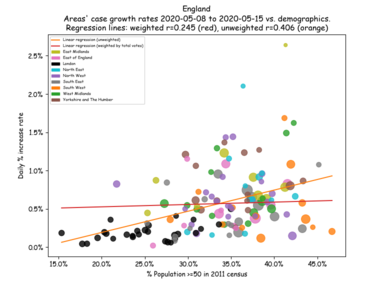 England
Areas' case growth rates 2020-05-08 to 2020-05-15 vs. demographics.
Regression lines: weighted r=0.245 (red), unweighted r=0.406 (orange)
Linear regression (unweighted)
Linear regression (weighted by total votes)
East Midlands
East of England
London
North East
North West
South East
South West
West Midlands
Yorkshire and The Humber
Daily % increase rate
2.5%
2.0%
1.5%
1.0%
0.5%
0.0%
15.0% 20.0% 25.0% 30.0% 35.0% 40.0% 45.0%
% Population >=50 in 2011 census